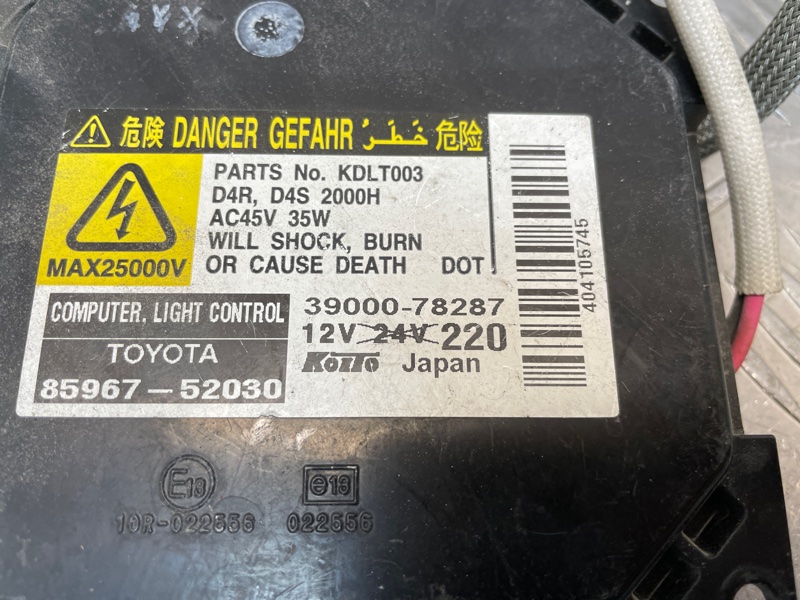 危険 DANGER GEFAHR خَطَر 危险
PARTS No. KDLT003
D4R, D4S 2000H
AC45V 35W
WILL SHOCK, BURN
OR CAUSE DEATH DOT
MAX25000V
404105745
COMPUTER. LIGHT CONTROL
TOYOTA
85967-52030
39000-78287
12V 24V 220
KOITO Japan
E13
10R-022556
e13
022556